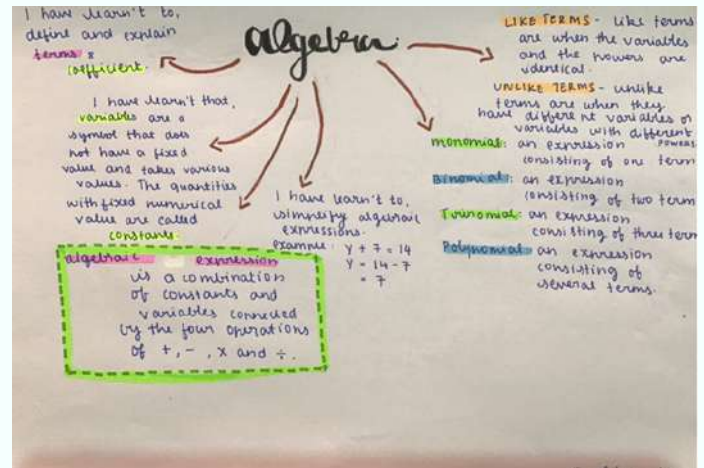 algebra
I have learn't to,
define and explain
terms &
coefficient.
I have learn't that,
variables are a
symbol that does
not have a fixed
value and takes various
values. The quantities
with fixed numerical
value are called
constants.
algebraic expression
is a combination
of constants and
variables connected
by the four operations
of +, -, x and ÷.
I have learn't to,
simplify algebraic
expressions.
example: y + 7 = 14
y = 14 - 7
= 7
LIKE TERMS - like terms
are when the variables
and the powers are
identical.
UNLIKE TERMS - unlike
terms are when they
have different variables or
variables with different
powers
monomial: an expression
consisting of one term
Binomial: an expression
consisting of two term
Trinomial: an expression
consisting of three term
Polynomial: an expression
consisting of
several terms.